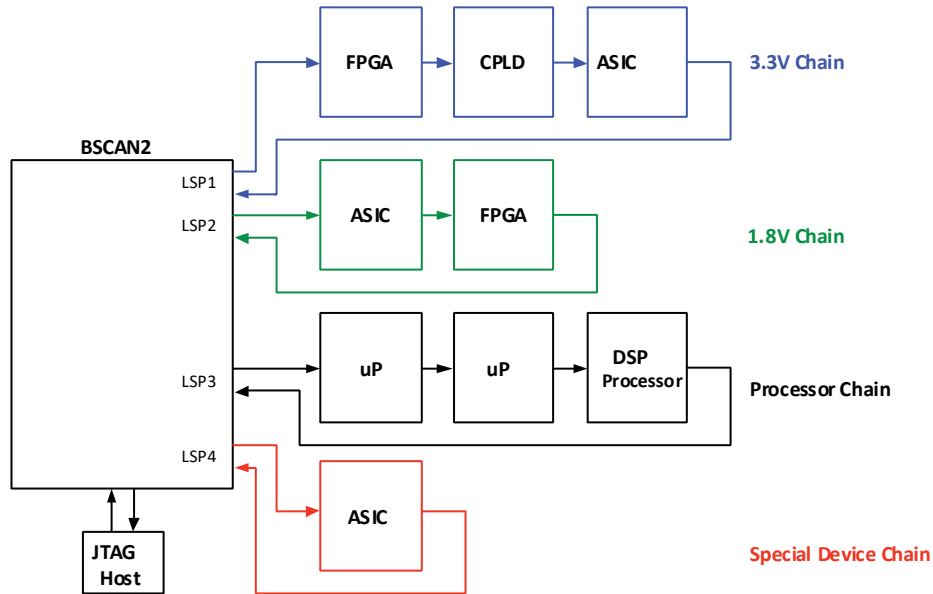 FPGA
CPLD
ASIC
3.3V Chain
BSCAN2
LSP1
LSP2
ASIC
FPGA
1.8V Chain
LSP3
uP
uP
DSP
Processor
Processor Chain
LSP4
ASIC
JTAG
Host
Special Device Chain